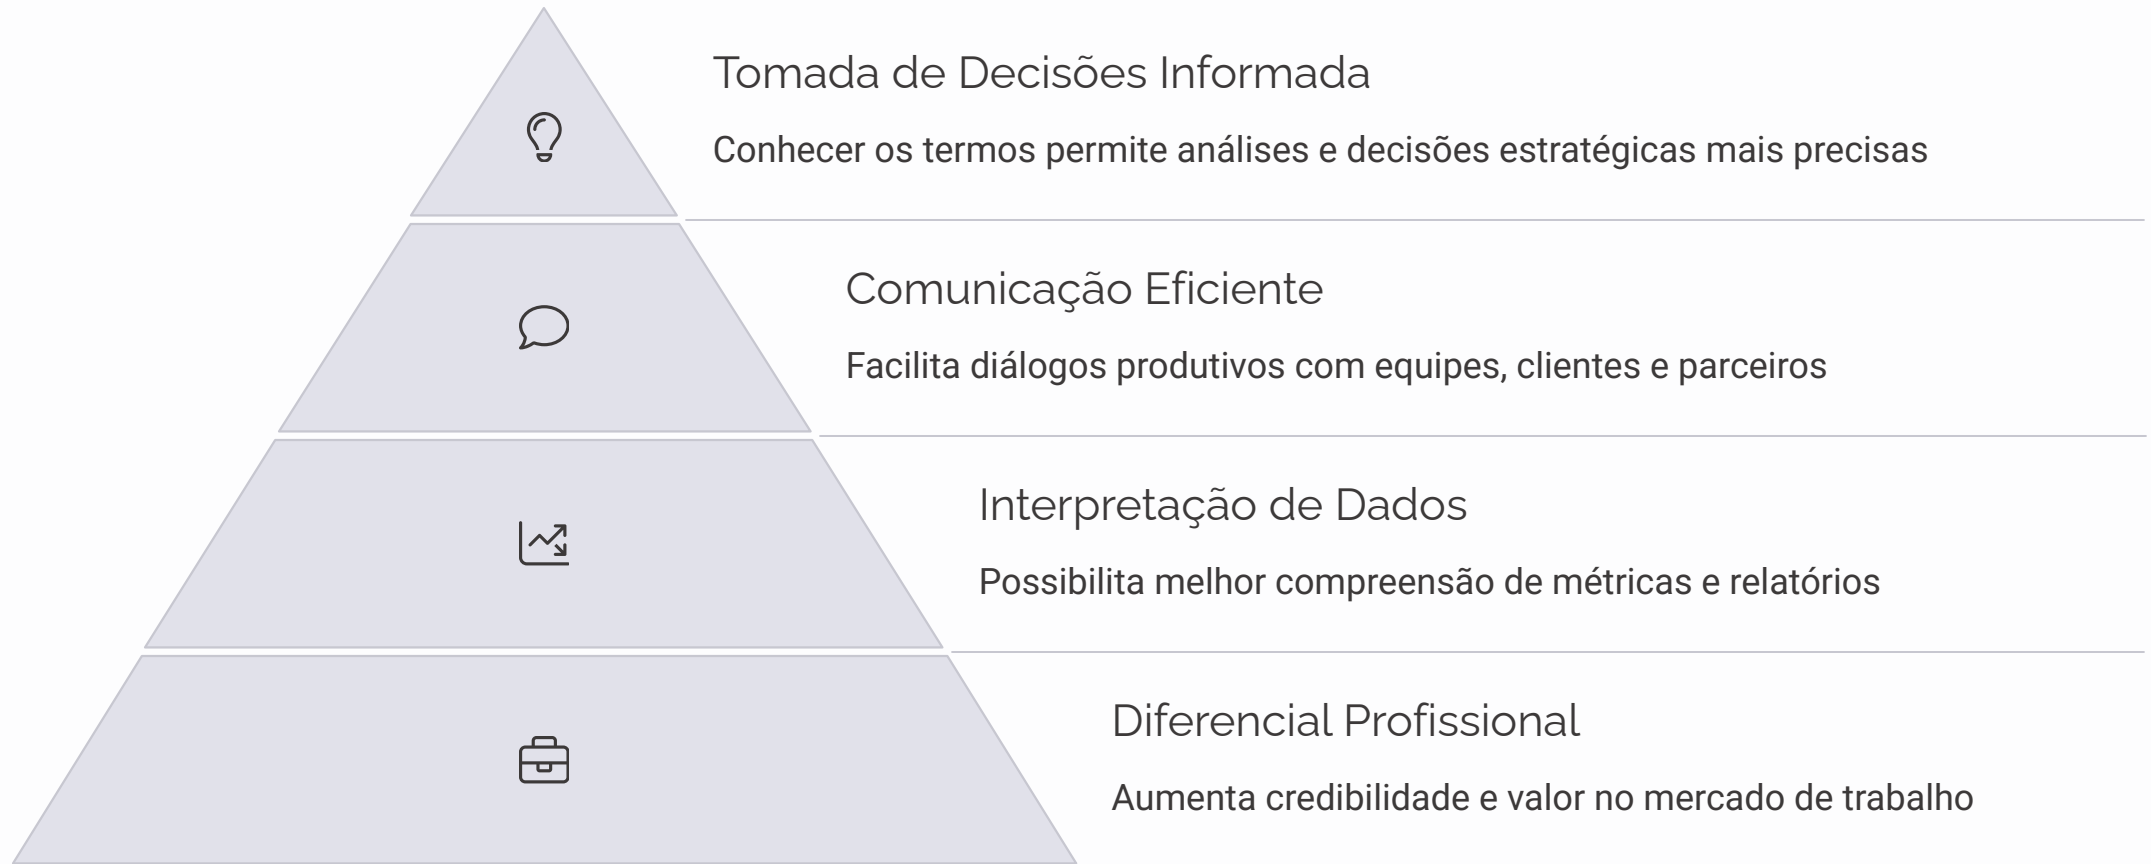 Tomada de Decisões Informada
Conhecer os termos permite análises e decisões estratégicas mais precisas
Comunicação Eficiente
Facilita diálogos produtivos com equipes, clientes e parceiros
Interpretação de Dados
Possibilita melhor compreensão de métricas e relatórios
Diferencial Profissional
Aumenta credibilidade e valor no mercado de trabalho